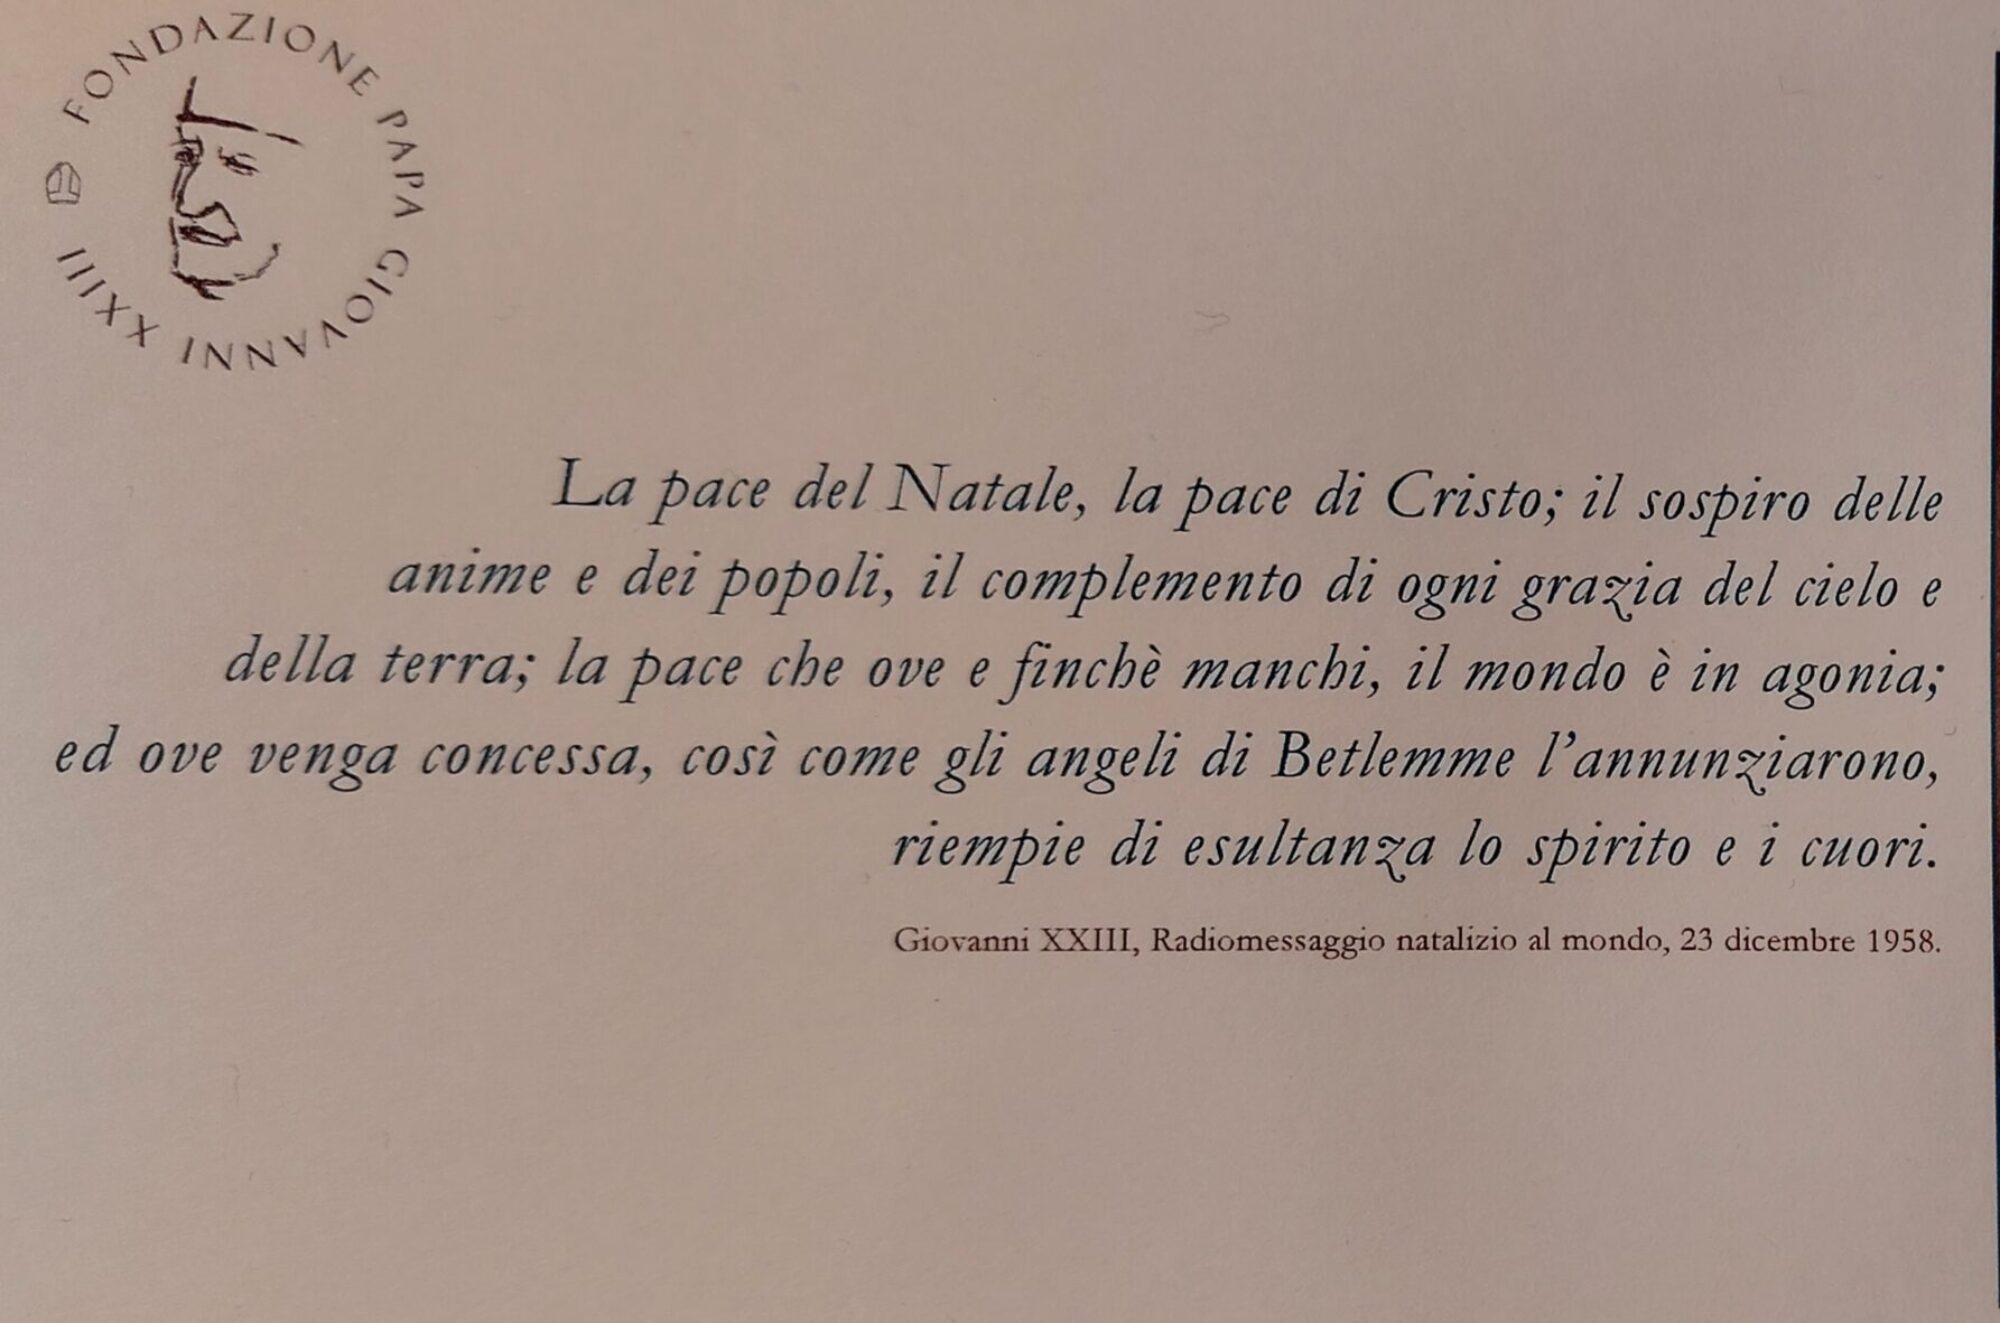 FONDAZIONE PAPA GIOVANNI XXIII
La pace del Natale, la pace di Cristo; il sospiro delle
anime e dei popoli, il complemento di ogni grazia del cielo e
della terra; la pace che ove e finchè manchi, il mondo è in agonia;
ed ove venga concessa, così come gli angeli di Betlemme l’annunziarono,
riempie di esultanza lo spirito e i cuori.
Giovanni XXIII, Radiomessaggio natalizio al mondo, 23 dicembre 1958.